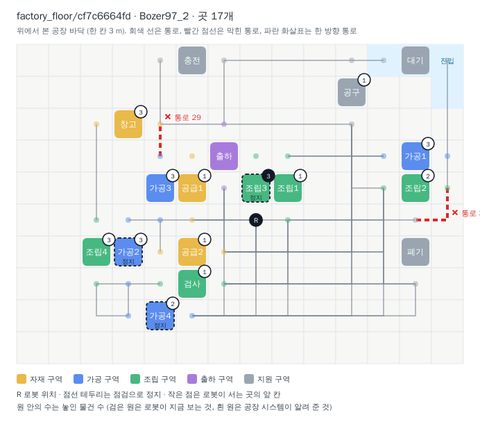 factory_floor/cf7c6664fd · Bozer97_2 · 곳 17개
위에서 본 공장 바닥 (한 칸 3 m). 회색 선은 통로, 빨간 점선은 막힌 통로, 파란 화살표는 한 방향 통로
충전
대기
진입
공구
3
창고
3
✕ 통로 29
출하
가공1
3
가공3
3
공급1
1
조립3
정지
3
조립1
1
조립2
1
R
✕ 통로
조립4
3
가공2
정지
3
공급2
1
폐기
검사
1
가공4
정지
2
자재 구역
가공 구역
조립 구역
출하 구역
지원 구역
R 로봇 위치 · 점선 테두리는 점검으로 정지 · 작은 점은 로봇이 서는 곳의 앞 칸
원 안의 수는 놓인 물건 수 (검은 원은 로봇이 지금 보는 것, 흰 원은 공장 시스템이 알려 준 것)